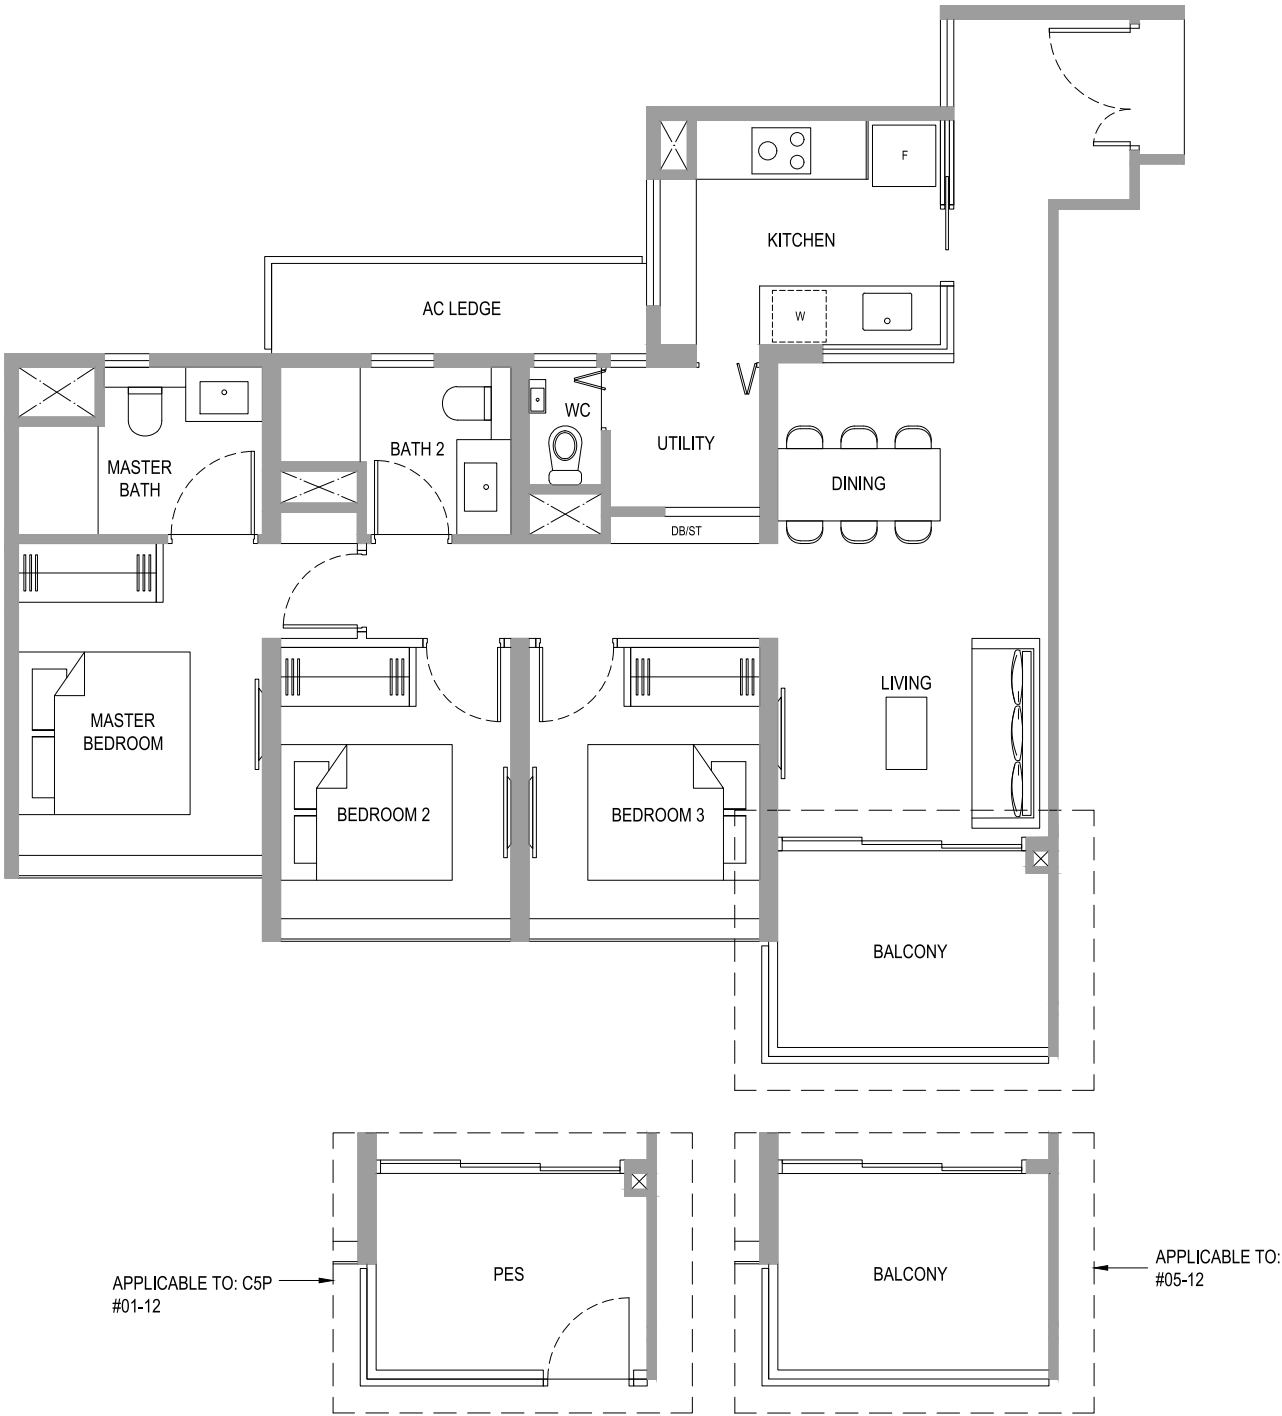 F
KITCHEN
AC LEDGE
W
WC
BATH 2
UTILITY
MASTER
BATH
DINING
DB/ST
LIVING
MASTER
BEDROOM
BEDROOM 2
BEDROOM 3
BALCONY
APPLICABLE TO: C5P
#01-12
PES
BALCONY
APPLICABLE TO:
#05-12